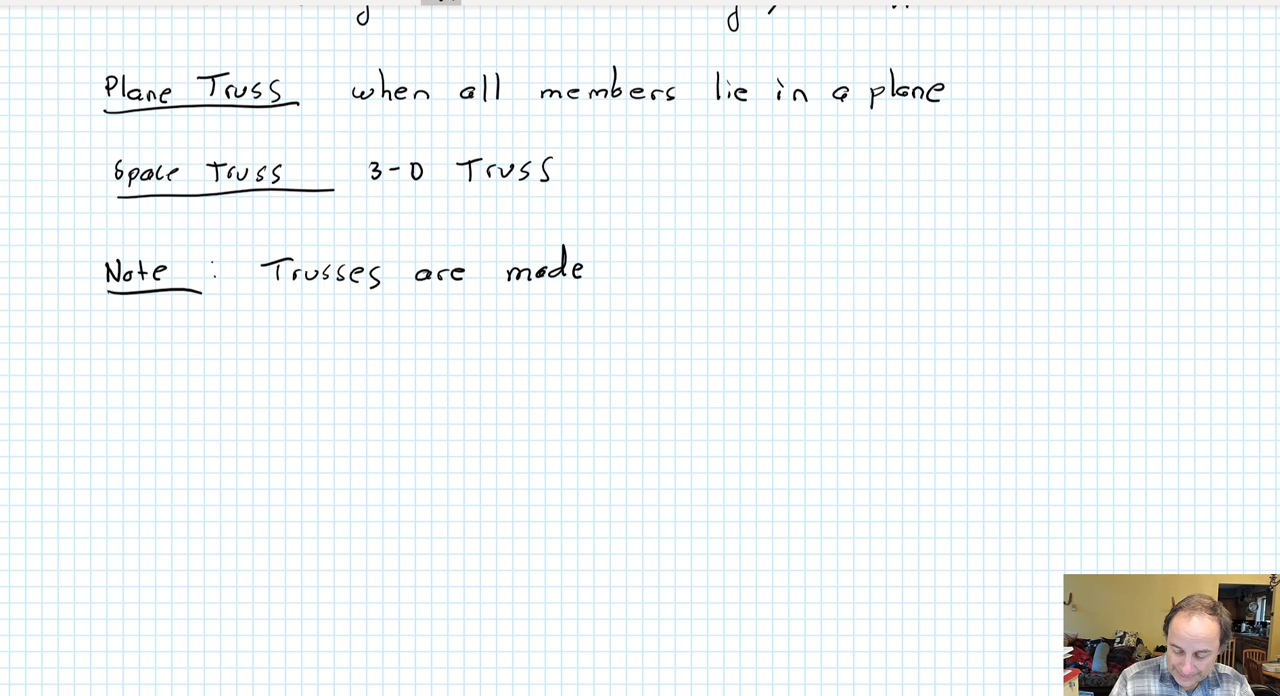 Plane Truss when all members lie in a plane
Space Truss 3-D Truss
Note : Trusses are made